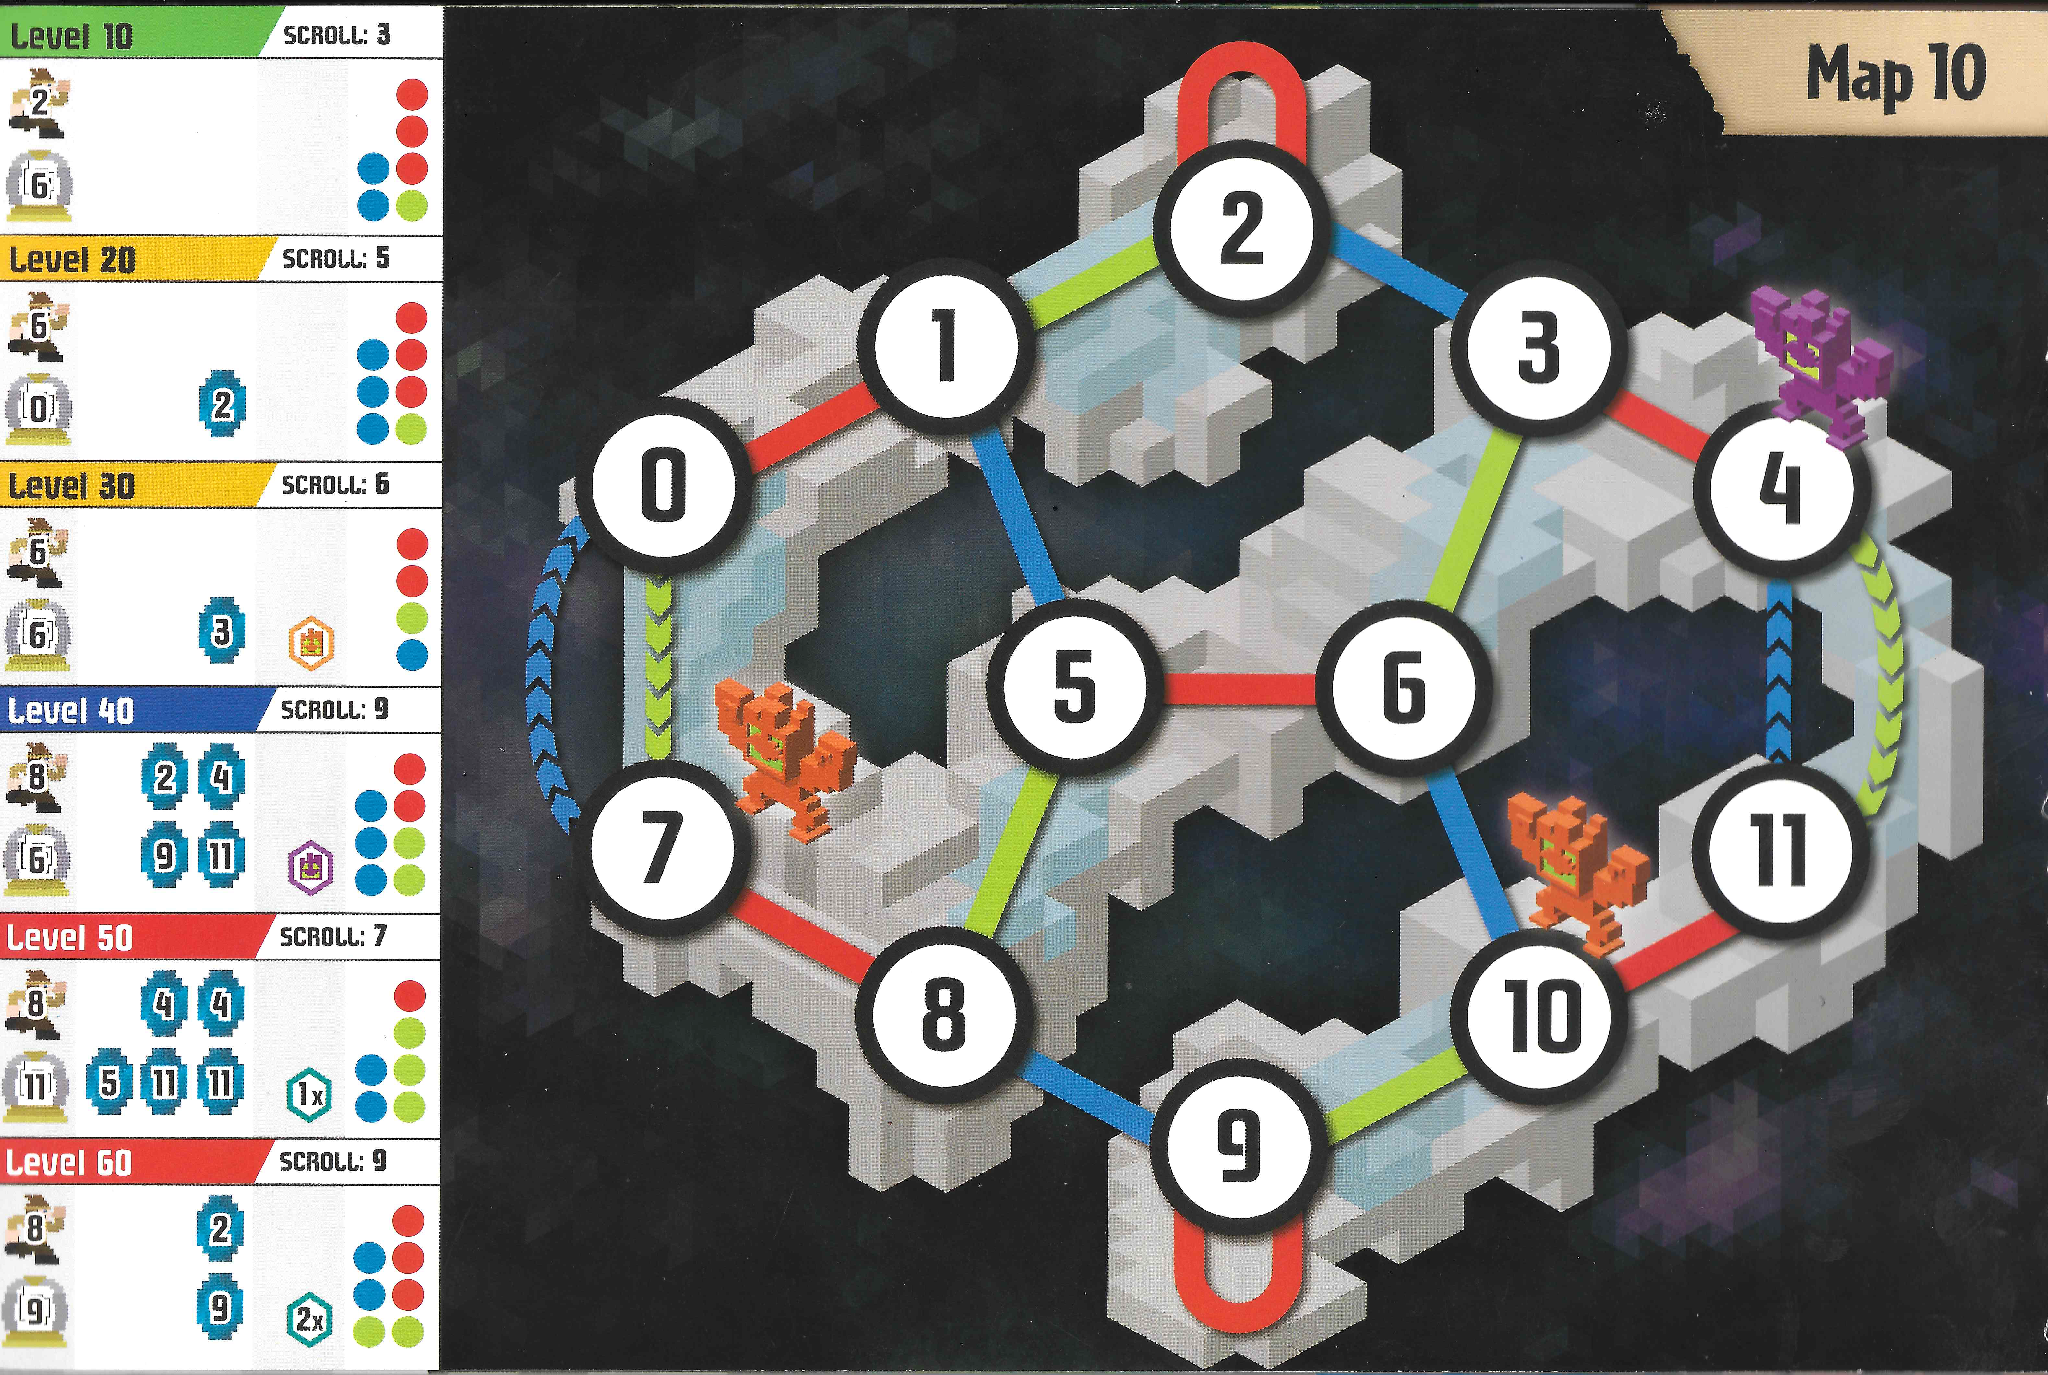 Level 10 SCROLL: 3
2
6
Level 20 SCROLL: 5
6
0 2
Level 30 SCROLL: 6
6
6 3
Level 40 SCROLL: 9
8 2 4
6 9 11
Level 50 SCROLL: 7
8 4 4
11 5 11 11 1x
Level 60 SCROLL: 9
8 2
9 9 2x
Map 10
2
1 3
0 4
5 6
7 11
8 10
9